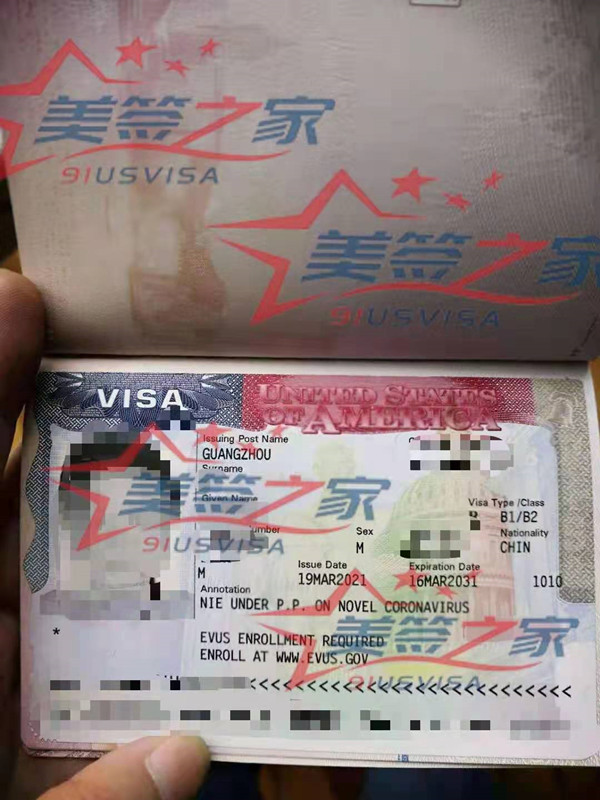 美签之家
91USVISA
美签之家
91USVISA
VISA
UNITED STATES
OF AMERICA
Issuing Post Name
GUANGZHOU
Surname
Given Name
美签之家
91USVISA
Visa Type /Class
B1/B2
Sex
M
Nationality
CHIN
M
Issue Date
19MAR2021
Expiration Date
16MAR2031
1010
Annotation
NIE UNDER P.P. ON NOVEL CORONAVIRUS
美签之家
91USVISA
*
EVUS ENROLLMENT REQUIRED
ENROLL AT WWW.EVUS.GOV